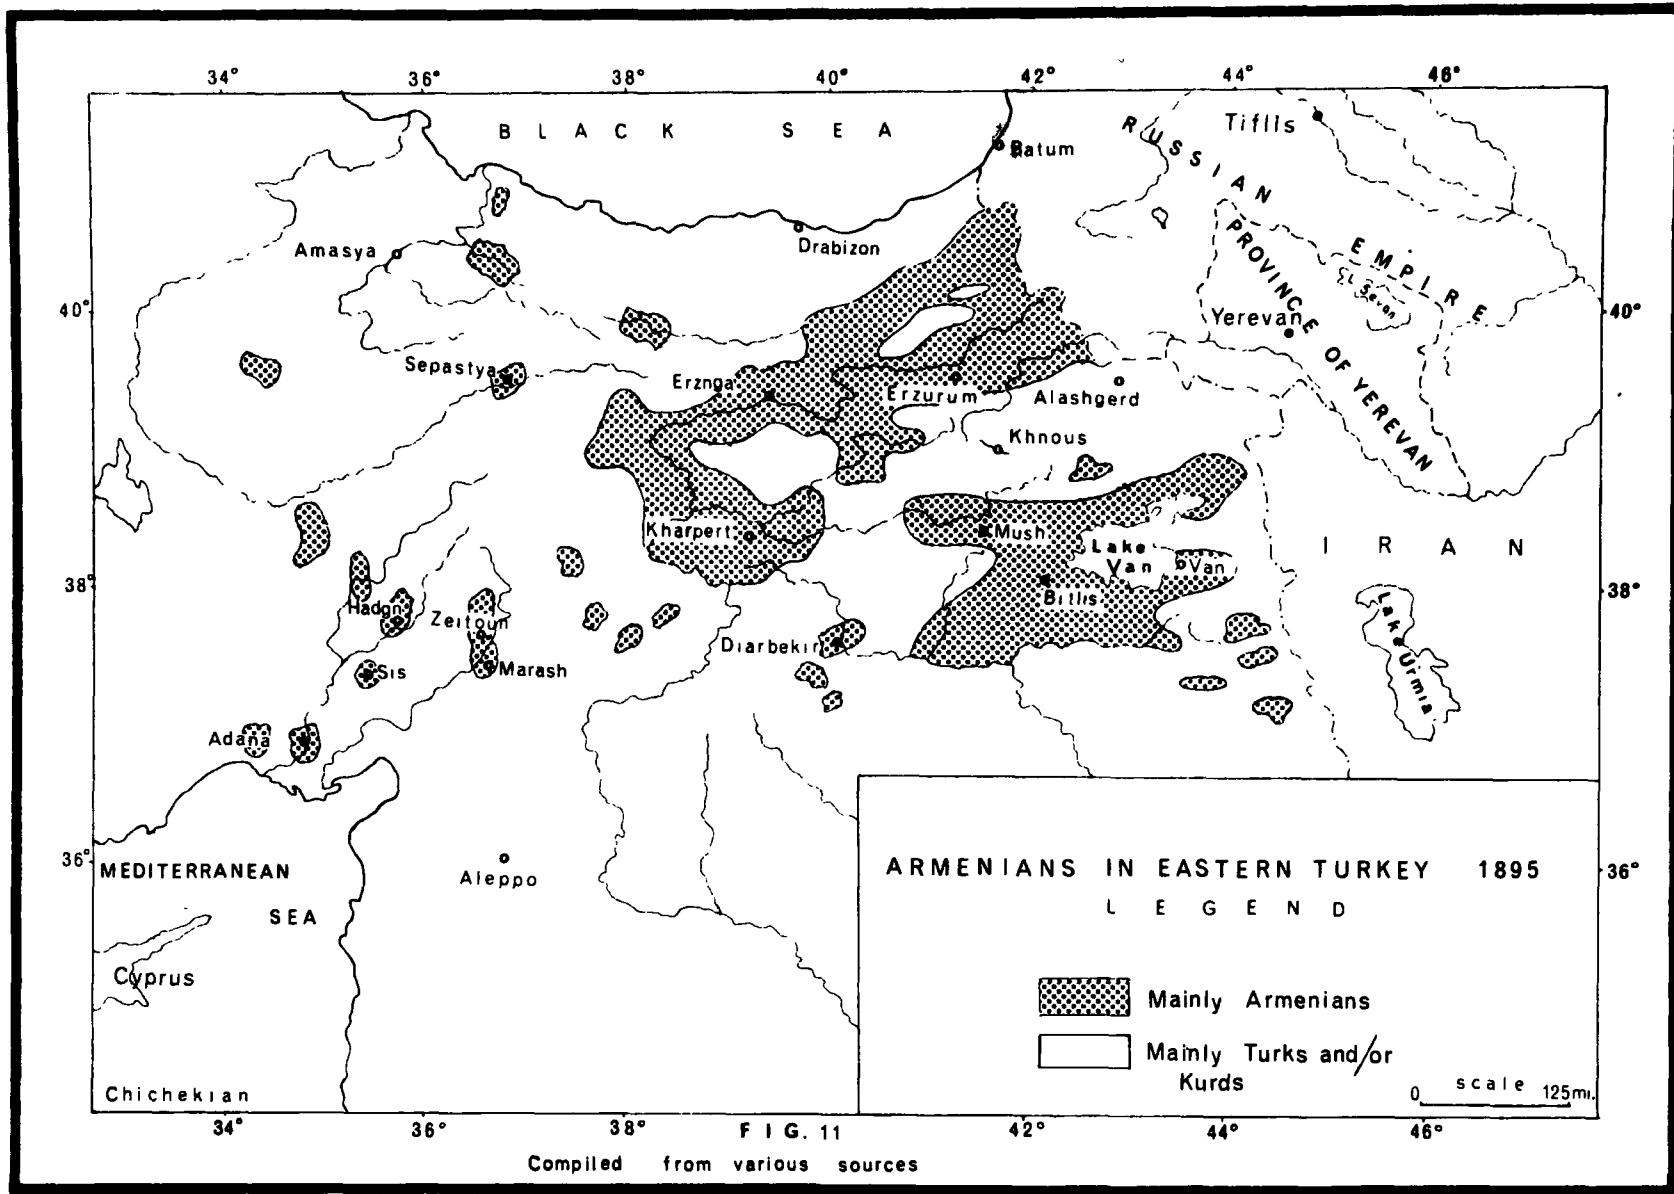 34° 36° 38° 40° 42° 44° 46°
BLACK SEA
Batum
RUSSIAN EMPIRE
Tiflis
Amasya
Drabizon
PROVINCE OF YEREVAN
L. Sevan
40°
40°
Yerevan
Sepastya
Erznga
Erzurum
Alashgerd
Khnous
Kharpert
Mush
Lake Van
Van
IRAN
38°
38°
Hadgn
Zeitoun
Bitlis
Lake Urmia
Diarbekir
Sis
Marash
Adana
36°
36°
MEDITERRANEAN
SEA
Aleppo
Cyprus
ARMENIANS IN EASTERN TURKEY 1895
LEGEND
Mainly Armenians
Mainly Turks and/or
Kurds
scale
0 125mi.
Chichekian
34° 36° 38° FIG. 11 42° 44° 46°
Compiled from various sources